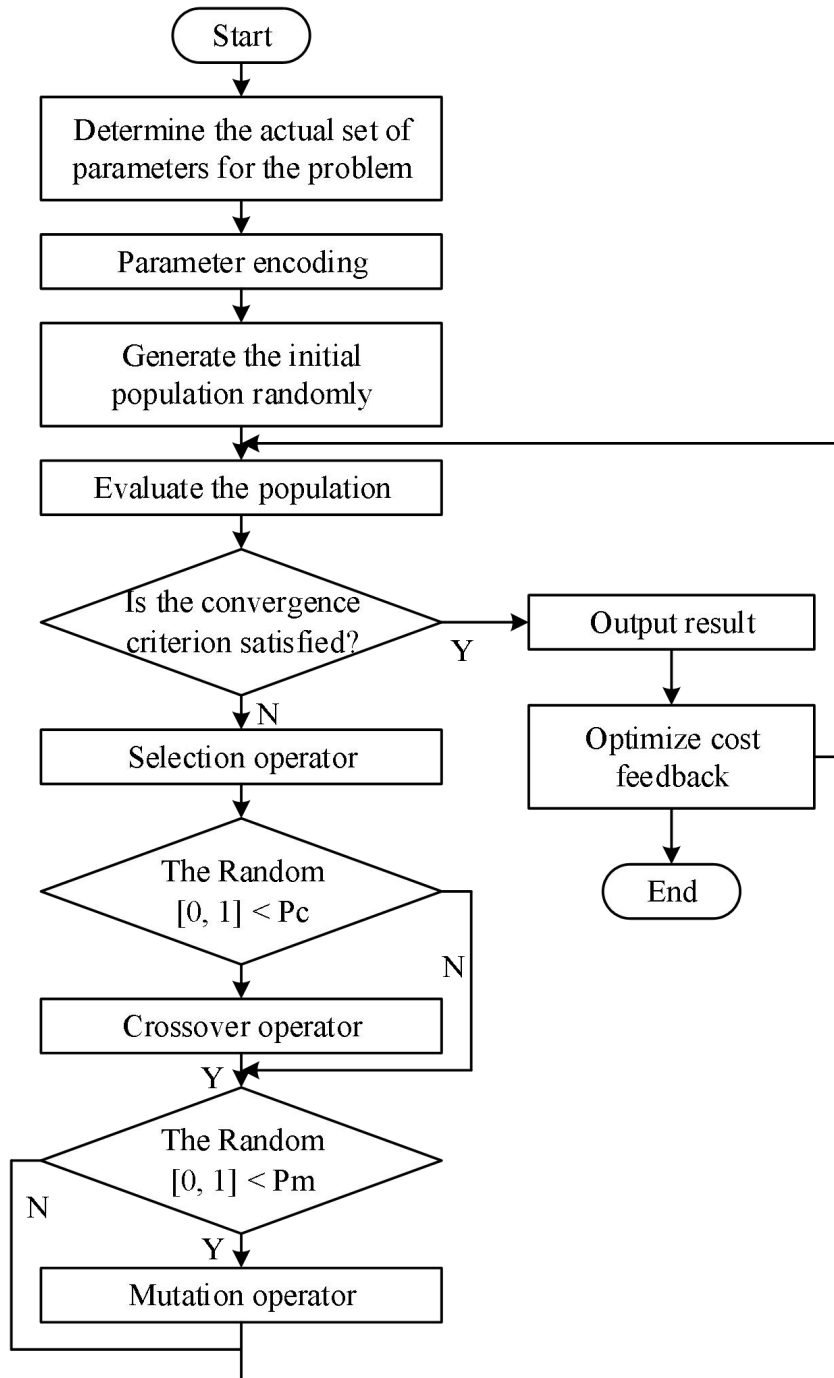 Start
Determine the actual set of
parameters for the problem
Parameter encoding
Generate the initial
population randomly
Evaluate the population
Is the convergence
criterion satisfied?
Y
Output result
N
Selection operator
Optimize cost
feedback
The Random
[0, 1] < Pc
End
N
Crossover operator
Y
The Random
[0, 1] < Pm
N
Y
Mutation operator